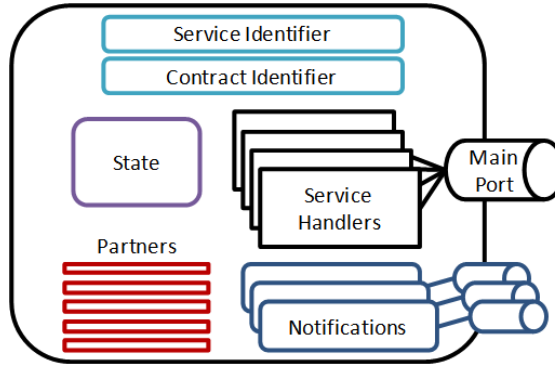 Service Identifier
Contract Identifier
State
Service
Handlers
Main
Port
Partners
Notifications